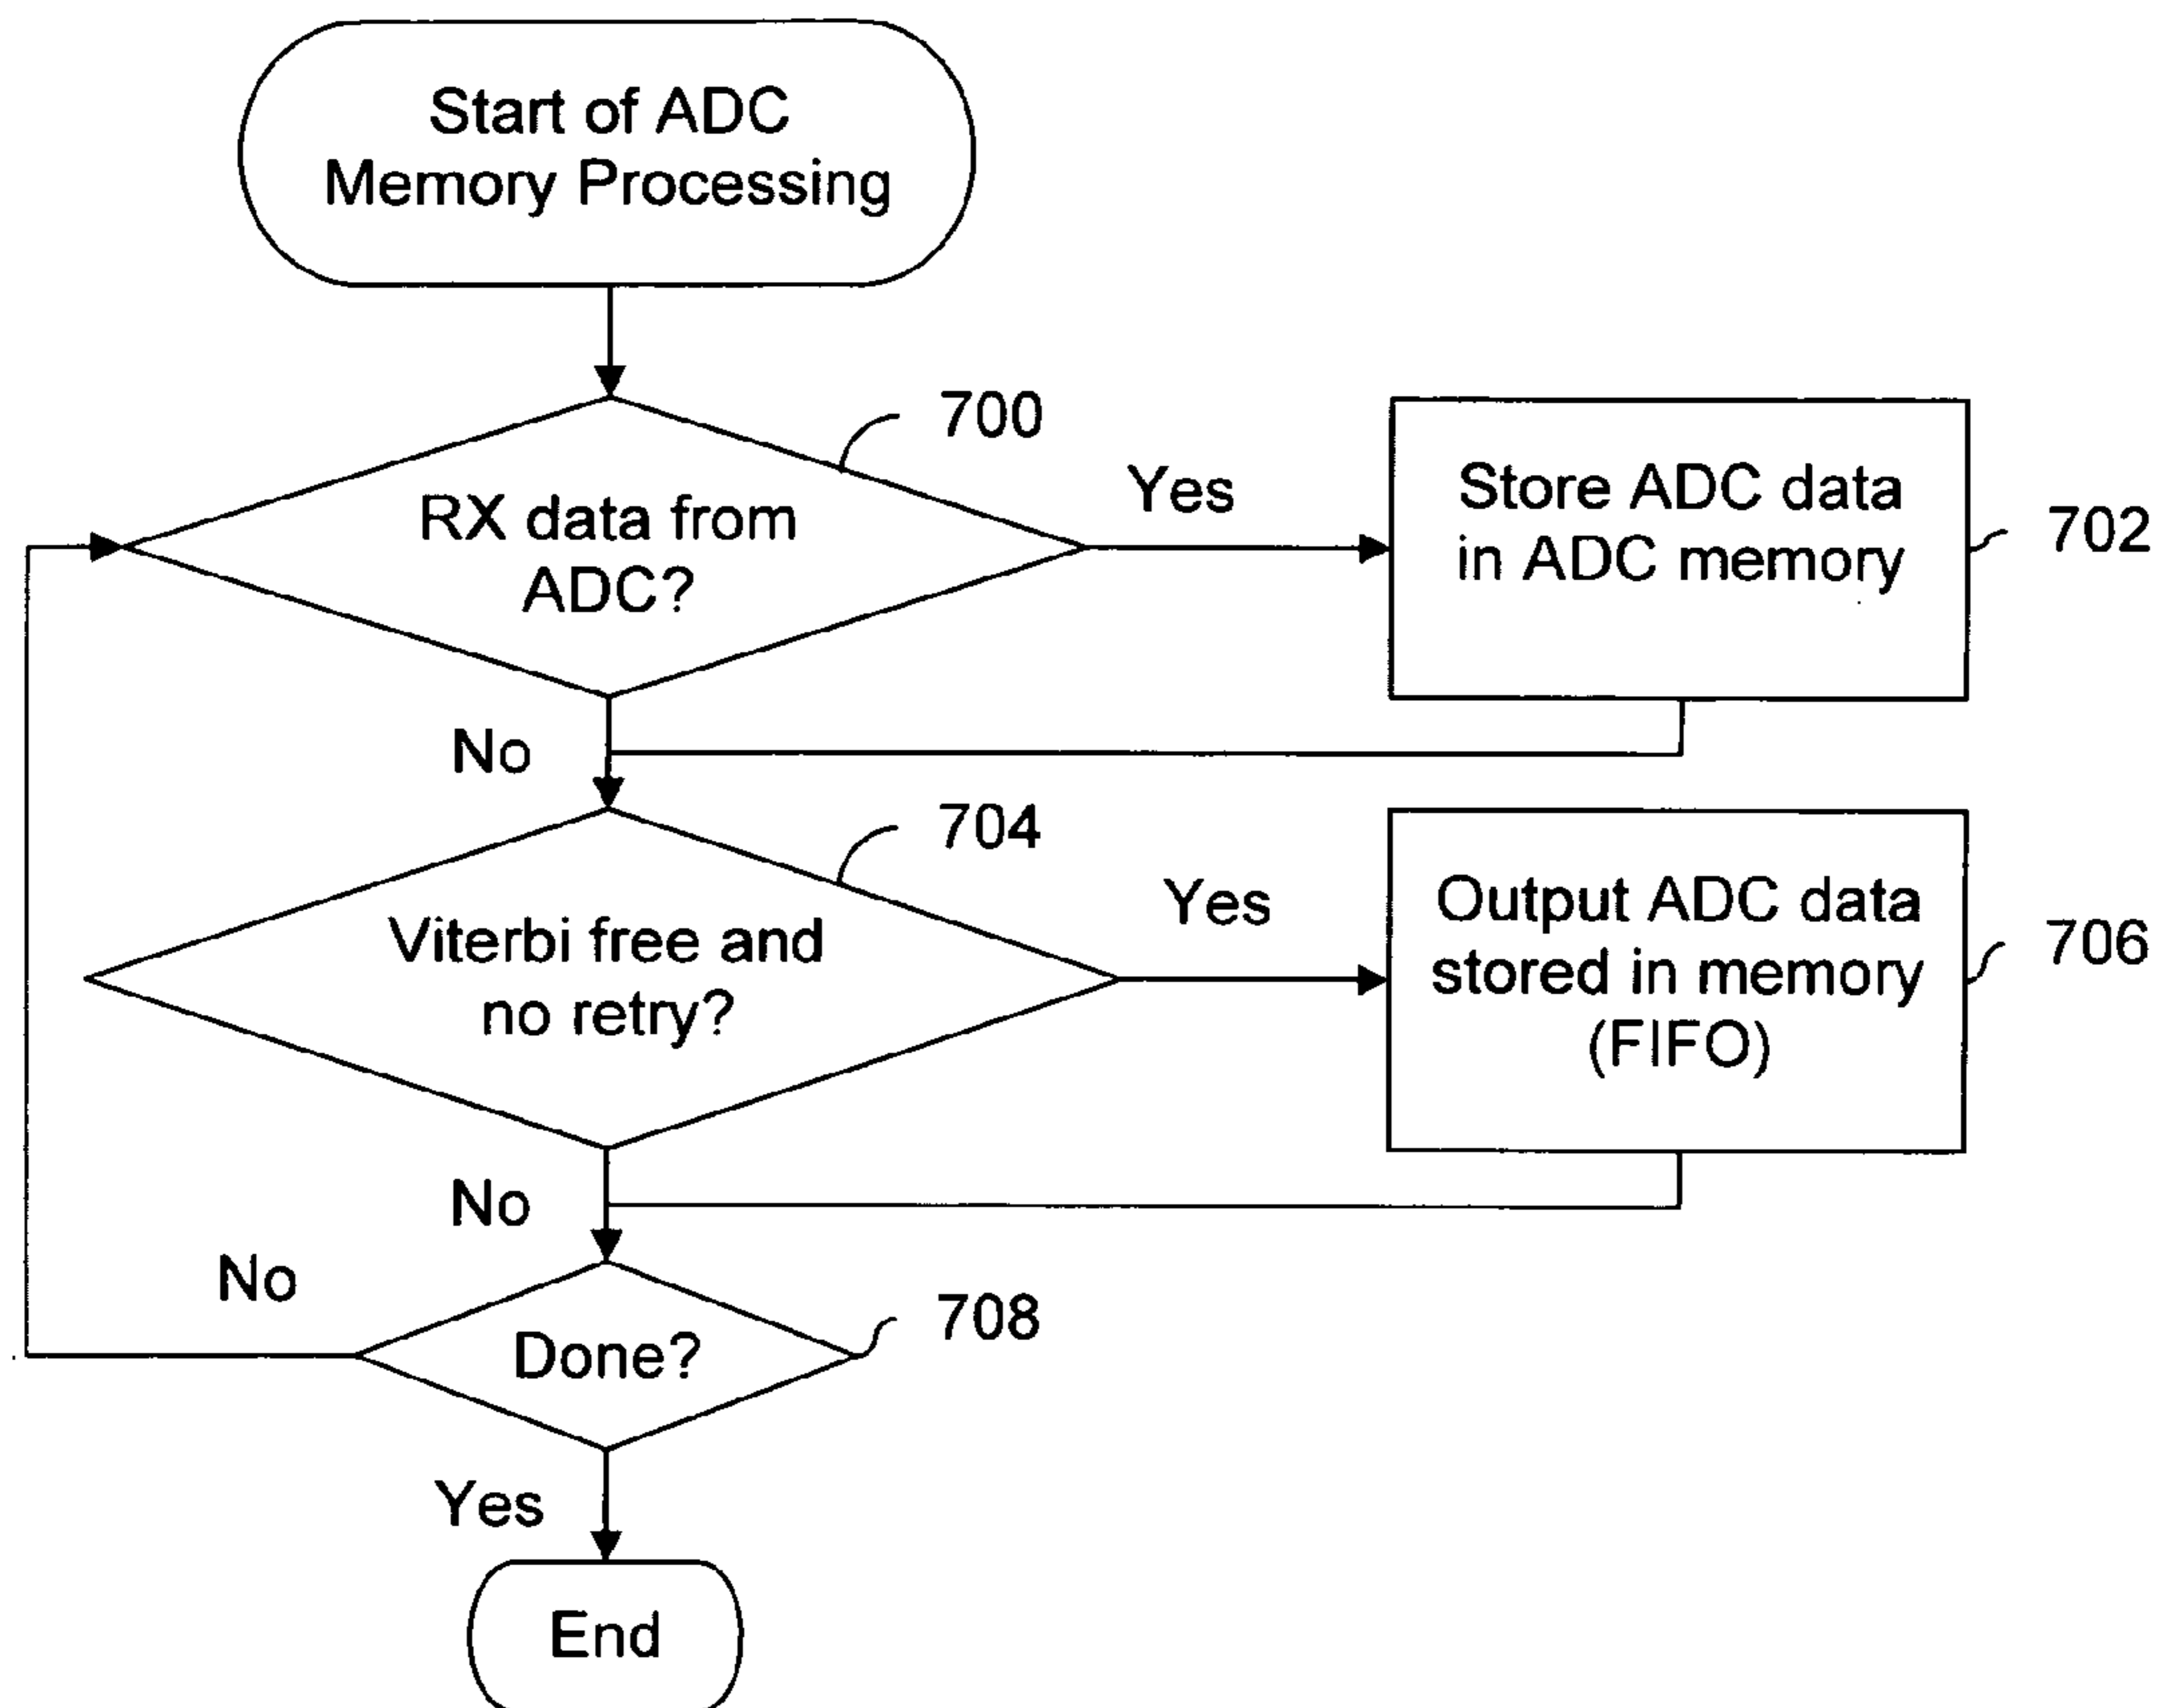 Start of ADC
Memory Processing
700
RX data from
ADC?
Yes
Store ADC data
in ADC memory
702
No
704
Viterbi free and
no retry?
Yes
Output ADC data
stored in memory
(FIFO)
706
No
No
Done?
708
Yes
End